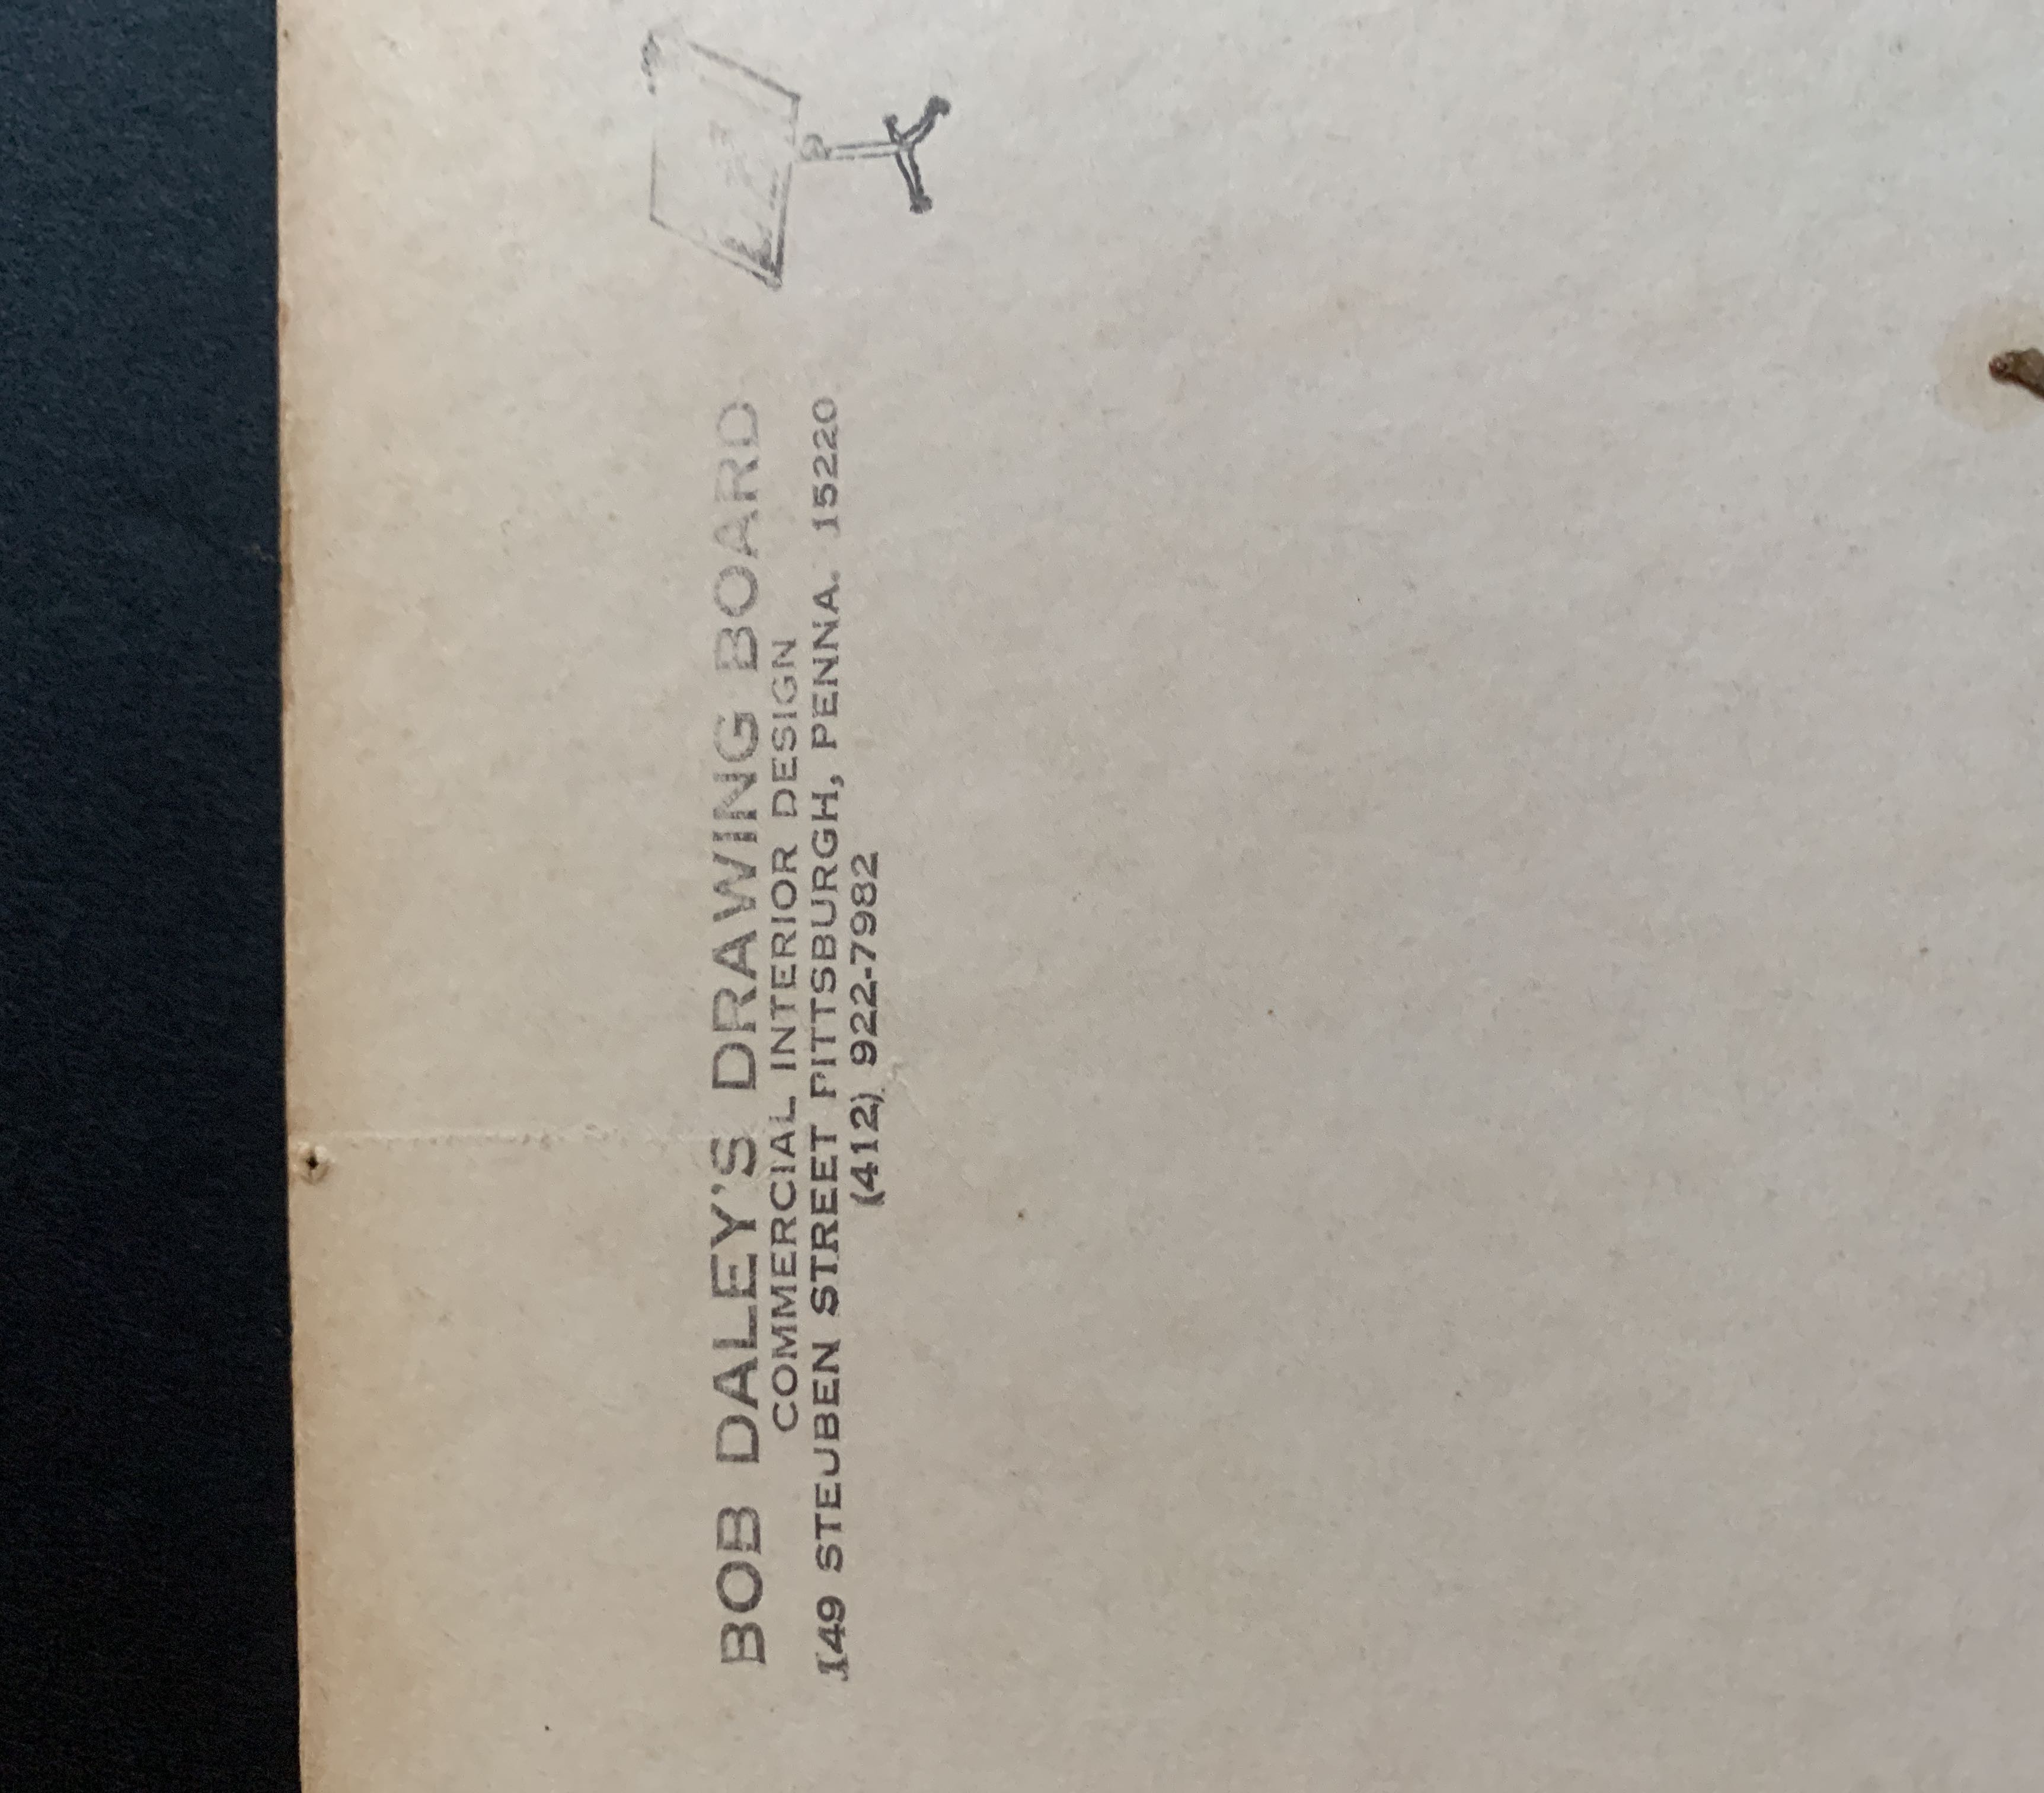 BOB DALEY'S DRAWING BOARD
COMMERCIAL INTERIOR DESIGN
149 STEUBEN STREET PITTSBURGH, PENNA. 15220
(412) 922-7982